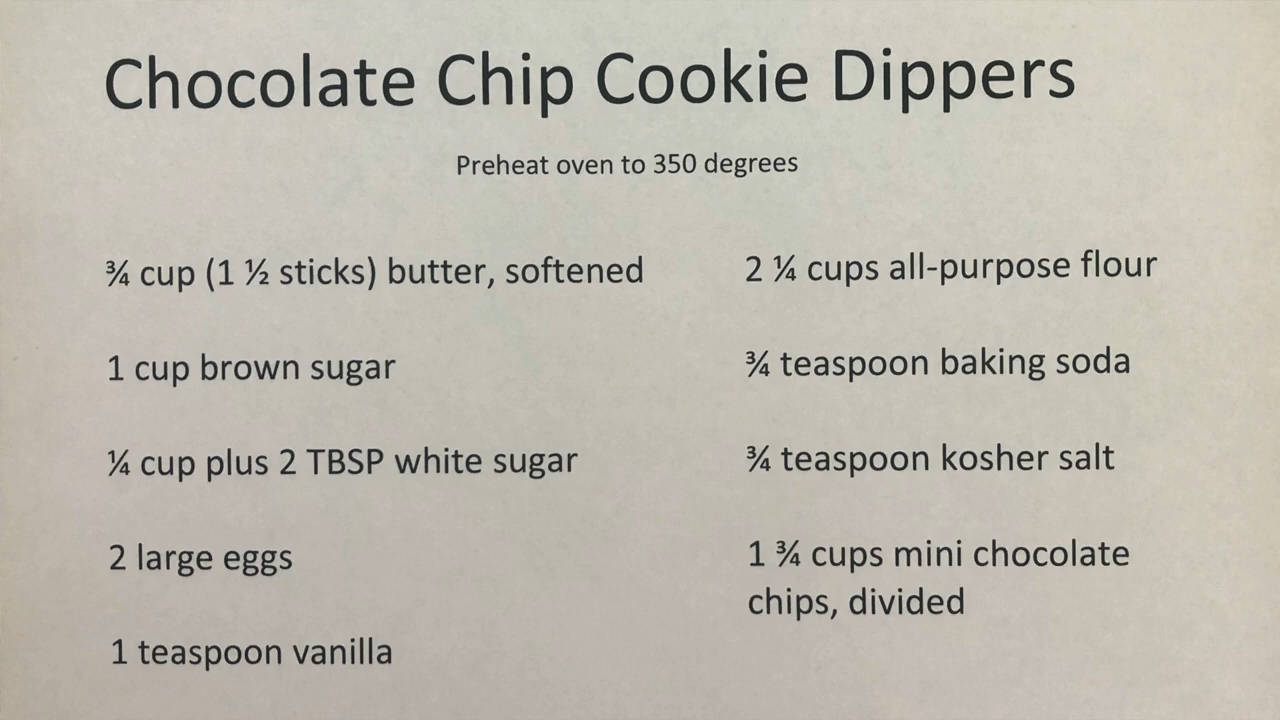 Chocolate Chip Cookie Dippers
Preheat oven to 350 degrees
¾ cup (1 ½ sticks) butter, softened
1 cup brown sugar
¼ cup plus 2 TBSP white sugar
2 large eggs
1 teaspoon vanilla
2 ¼ cups all-purpose flour
¾ teaspoon baking soda
¾ teaspoon kosher salt
1 ¾ cups mini chocolate
chips, divided